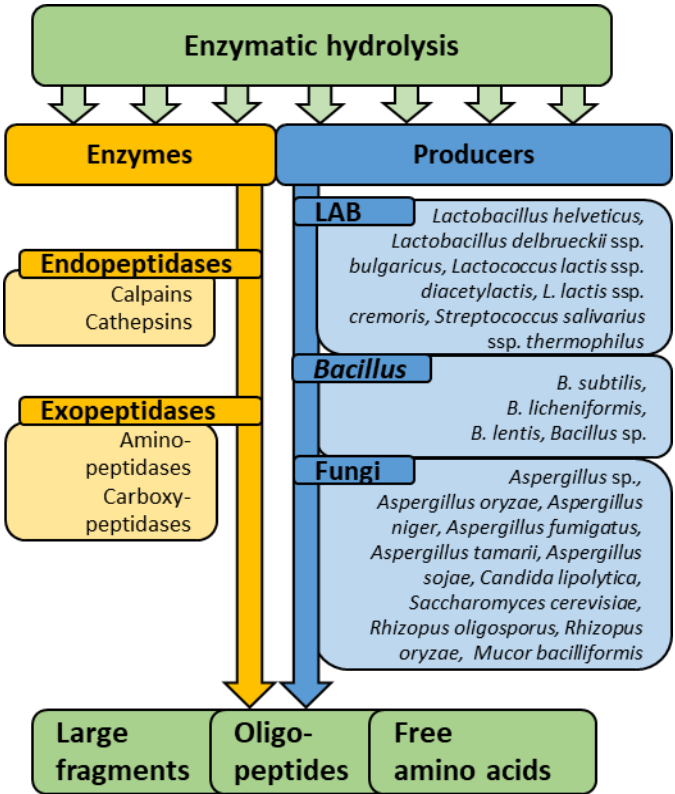 Enzymatic hydrolysis
Enzymes
Producers
Endopeptidases
Calpains
Cathepsins
Exopeptidases
Amino-
peptidases
Carboxy-
peptidases
LAB
Lactobacillus helveticus,
Lactobacillus delbrueckii ssp.
bulgaricus, Lactococcus lactis ssp.
diacetylactis, L. lactis ssp.
cremoris, Streptococcus salivarius
ssp. thermophilus
Bacillus
B. subtilis,
B. licheniformis,
B. lentis, Bacillus sp.
Fungi
Aspergillus sp.,
Aspergillus oryzae, Aspergillus
niger, Aspergillus fumigatus,
Aspergillus tamarii, Aspergillus
sojae, Candida lipolytica,
Saccharomyces cerevisiae,
Rhizopus oligosporus, Rhizopus
oryzae, Mucor bacilliformis
Large
fragments
Oligo-
peptides
Free
amino acids